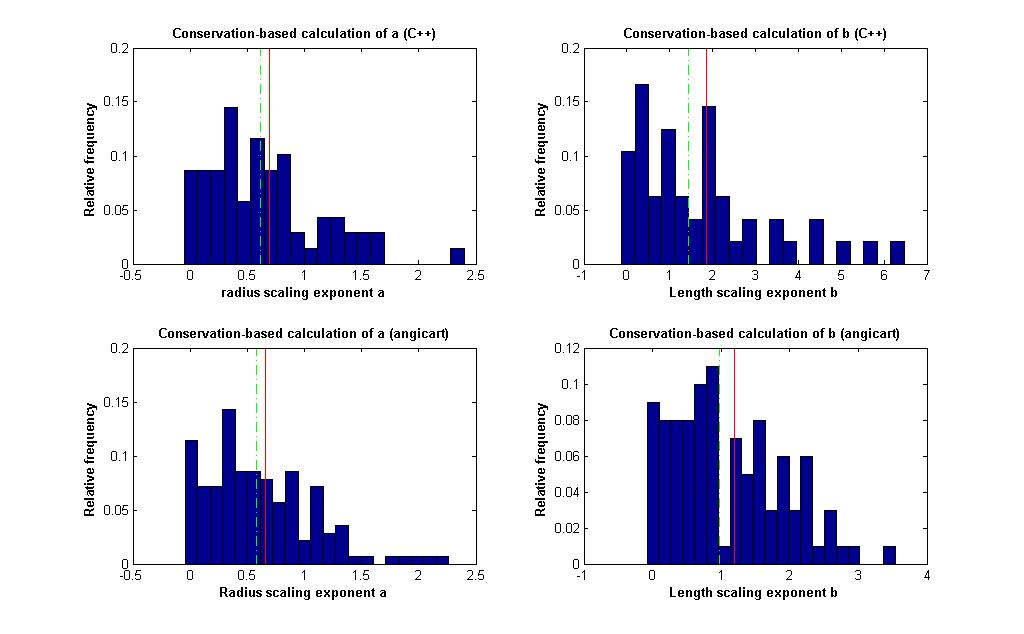 Conservation-based calculation of a (C++)
0.2
0.15
0.1
0.05
0
Relative frequency
-0.5 0 0.5 1 1.5 2 2.5
radius scaling exponent a
Conservation-based calculation of b (C++)
0.2
0.15
0.1
0.05
0
Relative frequency
-1 0 1 2 3 4 5 6 7
Length scaling exponent b
Conservation-based calculation of a (angicart)
0.2
0.15
0.1
0.05
0
Relative frequency
-0.5 0 0.5 1 1.5 2 2.5
Radius scaling exponent a
Conservation-based calculation of b (angicart)
0.12
0.1
0.08
0.06
0.04
0.02
0
Relative frequency
-1 0 1 2 3 4
Length scaling exponent b